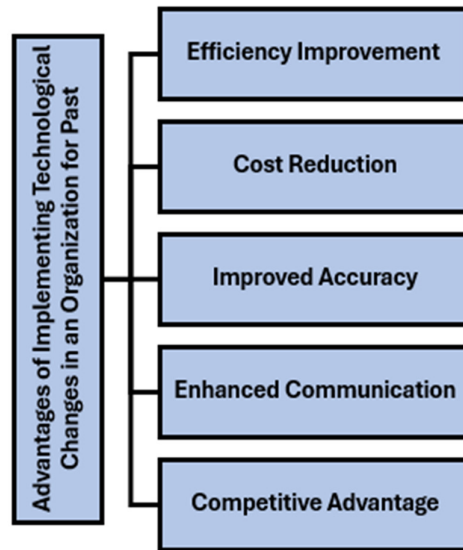 Advantages of Implementing Technological
Changes in an Organization for Past
Efficiency Improvement
Cost Reduction
Improved Accuracy
Enhanced Communication
Competitive Advantage